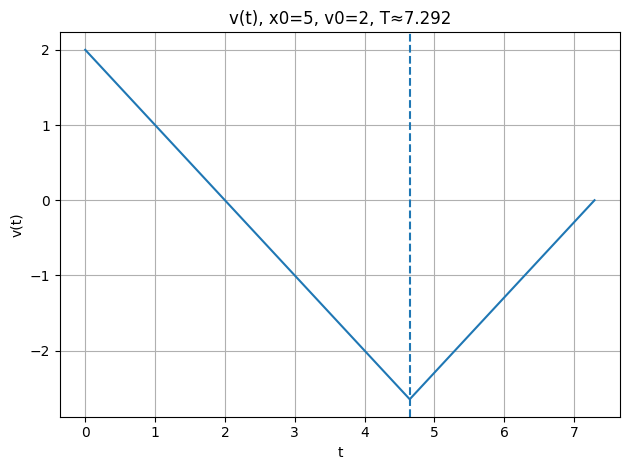 v(t), x0=5, v0=2, T≈7.292
2
1
0
−1
−2
v(t)
0 1 2 3 4 5 6 7
t